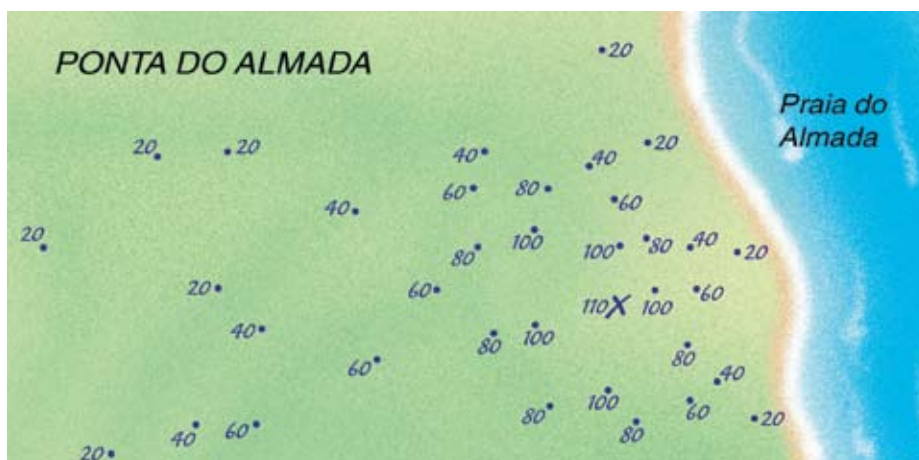 PONTA DO ALMADA
20
Praia do
Almada
20 20 40 40 20
60 80 60
40
20 80 100 100 80 40 20
20 60 110 X 100 60
40 80 100
60 80
40
80 100 60 20
40 60 80
20